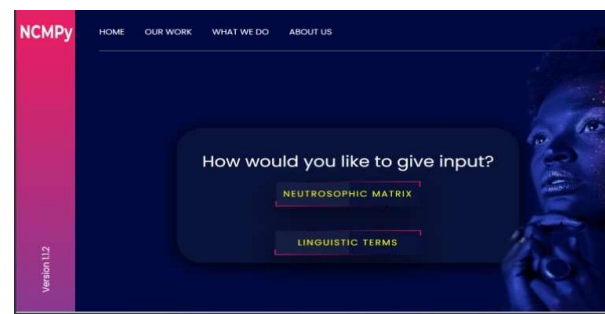 NCMPy
HOME OUR WORK WHAT WE DO ABOUT US
How would you like to give input?
NEUTROSOPHIC MATRIX
LINGUISTIC TERMS
Version 1.1.2